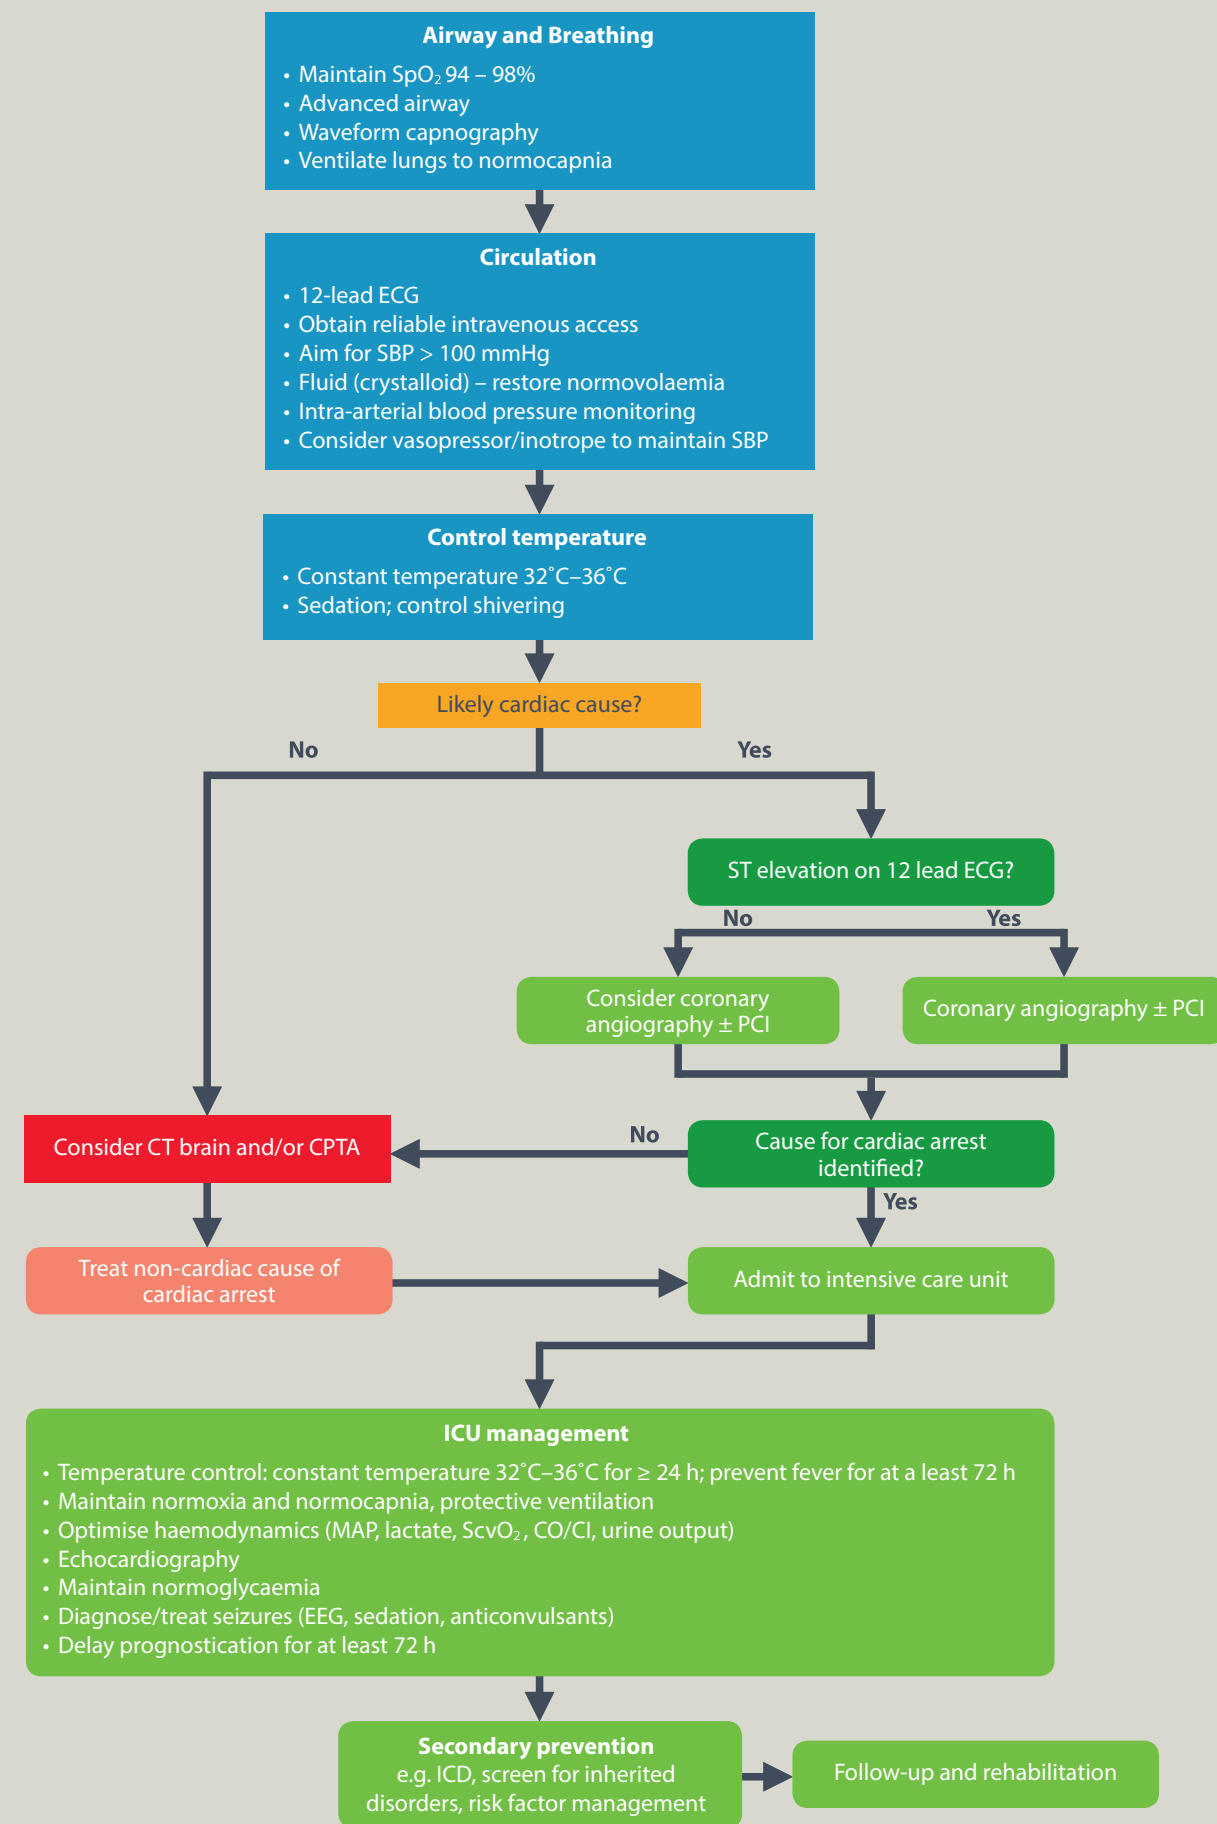 Airway and Breathing
• Maintain SpO₂ 94 – 98%
• Advanced airway
• Waveform capnography
• Ventilate lungs to normocapnia
Circulation
• 12-lead ECG
• Obtain reliable intravenous access
• Aim for SBP > 100 mmHg
• Fluid (crystalloid) – restore normovolaemia
• Intra-arterial blood pressure monitoring
• Consider vasopressor/inotrope to maintain SBP
Control temperature
• Constant temperature 32˚C–36˚C
• Sedation; control shivering
Likely cardiac cause?
No
Yes
ST elevation on 12 lead ECG?
No
Yes
Consider coronary
angiography ± PCI
Coronary angiography ± PCI
Consider CT brain and/or CPTA
No
Cause for cardiac arrest
identified?
Yes
Treat non-cardiac cause of
cardiac arrest
Admit to intensive care unit
ICU management
• Temperature control: constant temperature 32˚C–36˚C for ≥ 24 h; prevent fever for at a least 72 h
• Maintain normoxia and normocapnia, protective ventilation
• Optimise haemodynamics (MAP, lactate, ScvO₂, CO/CI, urine output)
• Echocardiography
• Maintain normoglycaemia
• Diagnose/treat seizures (EEG, sedation, anticonvulsants)
• Delay prognostication for at least 72 h
Secondary prevention
e.g. ICD, screen for inherited
disorders, risk factor management
Follow-up and rehabilitation